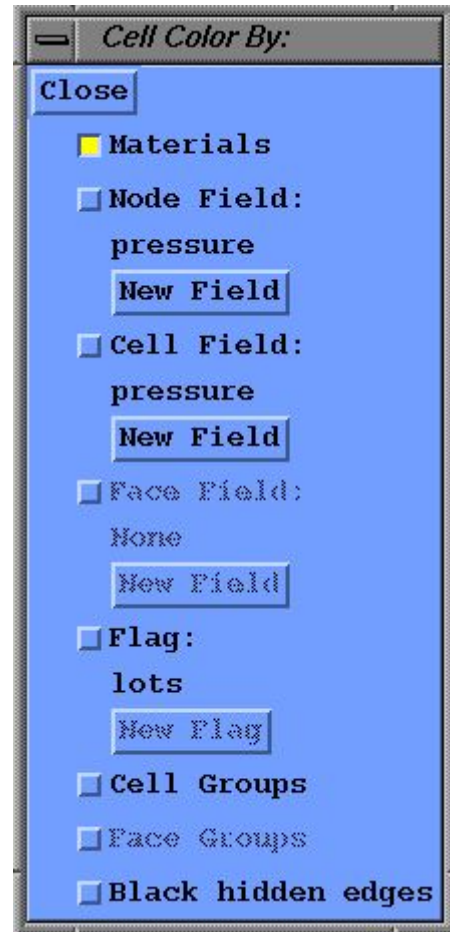 Cell Color By:
Close
Materials
Node Field:
pressure
New Field
Cell Field:
pressure
New Field
Face Field:
None
New Field
Flag:
lots
New Flag
Cell Groups
Face Groups
Black hidden edges